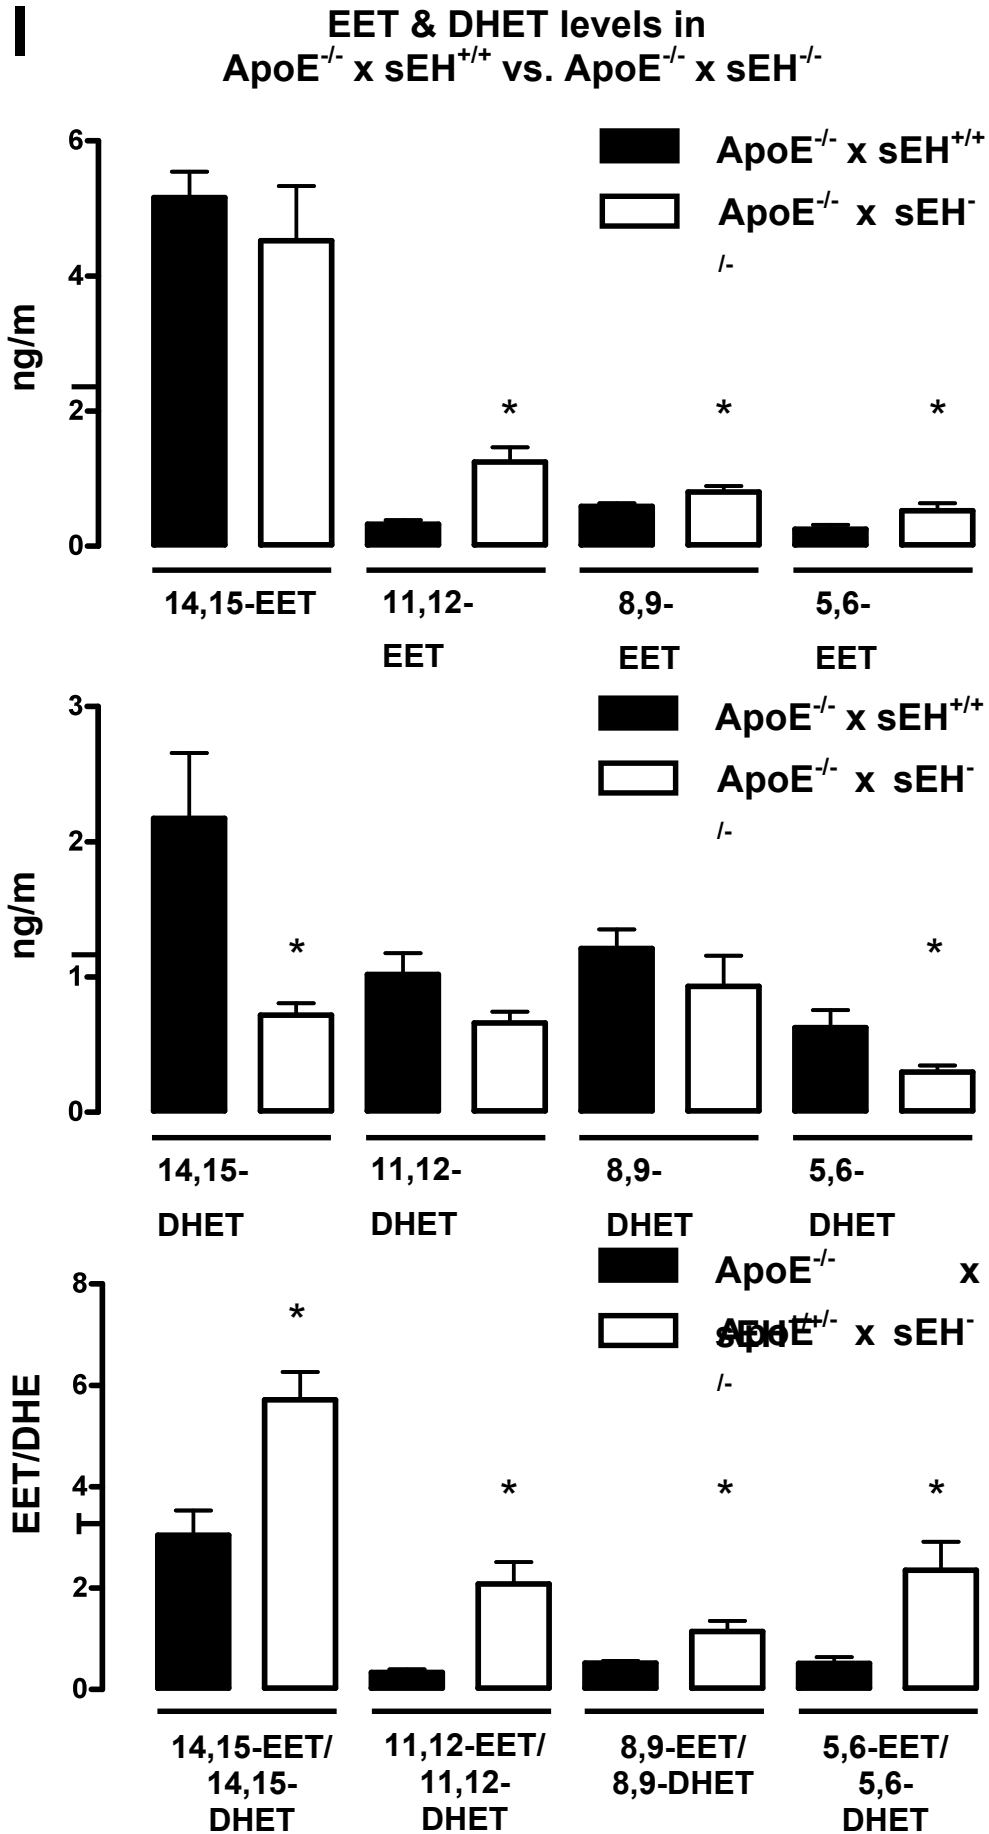 I
EET & DHET levels in
ApoE-/- x sEH+/+ vs. ApoE-/- x sEH-/-
6
4
2
0
ng/ml
ApoE-/- x sEH+/+
ApoE-/- x sEH-
/-
*
*
*
14,15-EET
11,12-
EET
8,9-
EET
5,6-
EET
3
2
1
0
ng/ml
ApoE-/- x sEH+/+
ApoE-/- x sEH-
/-
*
*
14,15-
DHET
11,12-
DHET
8,9-
DHET
5,6-
DHET
8
6
4
2
0
EET/DHE
T
ApoE-/- x
sEH+/+
ApoE-/- x sEH-
/-
*
*
*
*
14,15-EET/
14,15-
DHET
11,12-EET/
11,12-
DHET
8,9-EET/
8,9-DHET
5,6-EET/
5,6-
DHET